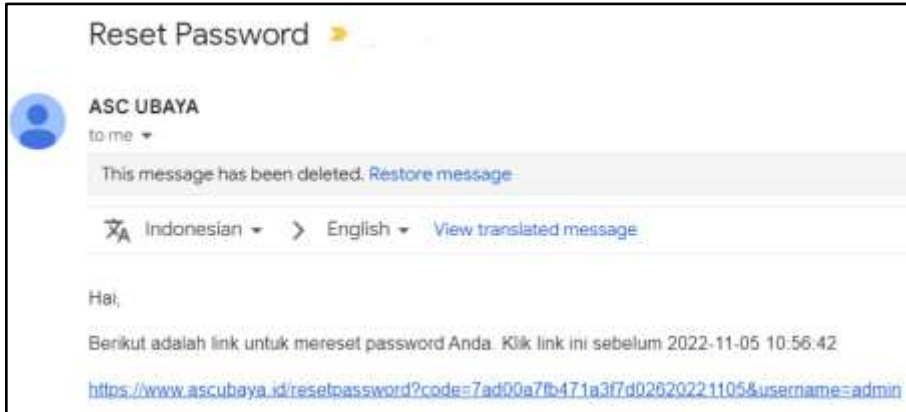 Reset Password
ASC UBAYA
to me
This message has been deleted. Restore message
Indonesian > English View translated message
Hai,
Berikut adalah link untuk mereset password Anda. Klik link ini sebelum 2022-11-05 10:56:42
https://www.ascubaya.id/resetpassword?code=7ad00a7fb471a3f7d02620221105&username=admin